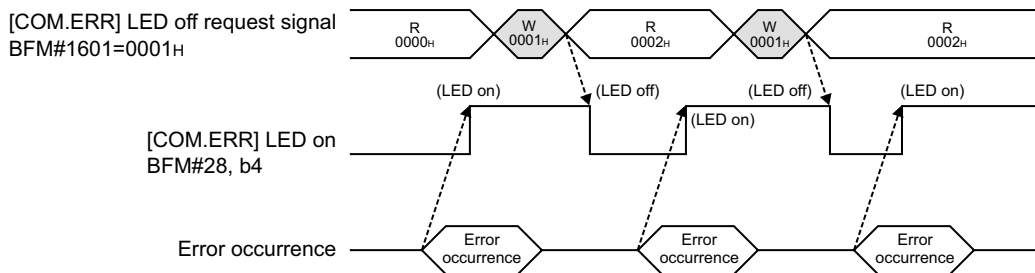 [COM.ERR] LED off request signal
BFM#1601=0001H
R
0000H
W
0001H
R
0002H
W
0001H
R
0002H
(LED on)
(LED off)
(LED on)
(LED off)
(LED on)
[COM.ERR] LED on
BFM#28, b4
Error occurrence
Error
occurrence
Error
occurrence
Error
occurrence